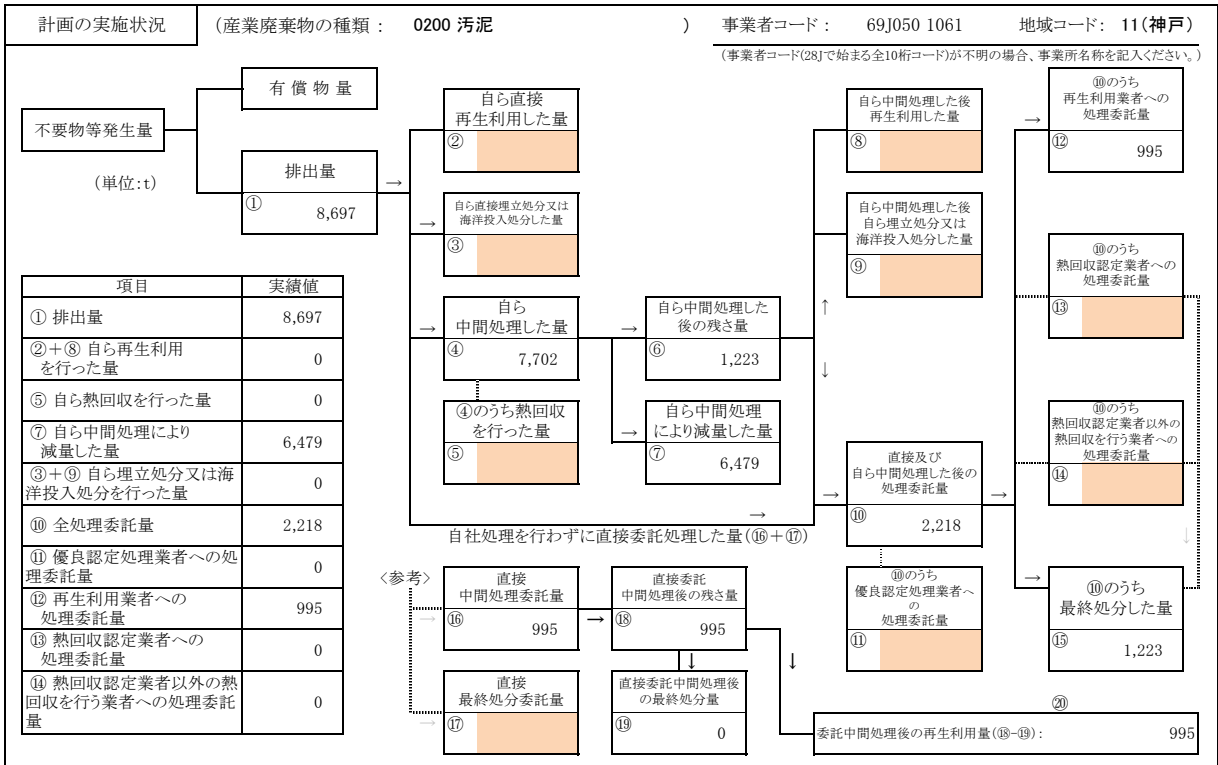 計画の実施状況
(産業廃棄物の種類： 0200 汚泥 )
事業者コード： 69J050 1061 地域コード： 11(神戸)
(事業者コード(28Jで始まる全10桁コード)が不明の場合、事業所名称を記入ください。)
不要物等発生量
(単位:t)
有 償 物 量
排出量
→
① 8,697
自ら直接
再生利用した量
②
→
自ら直接埋立処分又は
海洋投入処分した量
③
→
自ら
中間処理した量
④ 7,702
④のうち熱回収
を行った量
⑤
→
自ら中間処理した
後の残さ量
⑥ 1,223
→
自ら中間処理
により減量した量
⑦ 6,479
自ら中間処理した後
再生利用した量
⑧
自ら中間処理した後
自ら埋立処分又は
海洋投入処分した量
⑨
↑
↓
→
直接及び
自ら中間処理した後の
処理委託量
⑩ 2,218
→
⑩のうち
優良認定処理業者へ
の
処理委託量
⑪
→
⑩のうち
再生利用業者への
処理委託量
⑫ 995
⑩のうち
熱回収認定業者への
処理委託量
⑬
⑩のうち
熱回収認定業者以外の
熱回収を行う業者への
処理委託量
⑭
↓
→
⑩のうち
最終処分した量
⑮ 1,223
→
自社処理を行わずに直接委託処理した量(⑯＋⑰)
〈参考〉
→
直接
中間処理委託量
⑯ 995
→
直接委託
中間処理後の残さ量
⑱ 995
↓
↓
→
直接
最終処分委託量
⑰
直接委託中間処理後
の最終処分量
⑲ 0
⑳
委託中間処理後の再生利用量(⑱-⑲)： 995
項目 実績値
① 排出量 8,697
②＋⑧ 自ら再生利用
を行った量 0
⑤ 自ら熱回収を行った量 0
⑦ 自ら中間処理により
減量した量 6,479
③＋⑨ 自ら埋立処分又は海
洋投入処分を行った量 0
⑩ 全処理委託量 2,218
⑪ 優良認定処理業者への処
理委託量 0
⑫ 再生利用業者への
処理委託量 995
⑬ 熱回収認定業者への
処理委託量 0
⑭ 熱回収認定業者以外の熱
回収を行う業者への処理委託
量 0